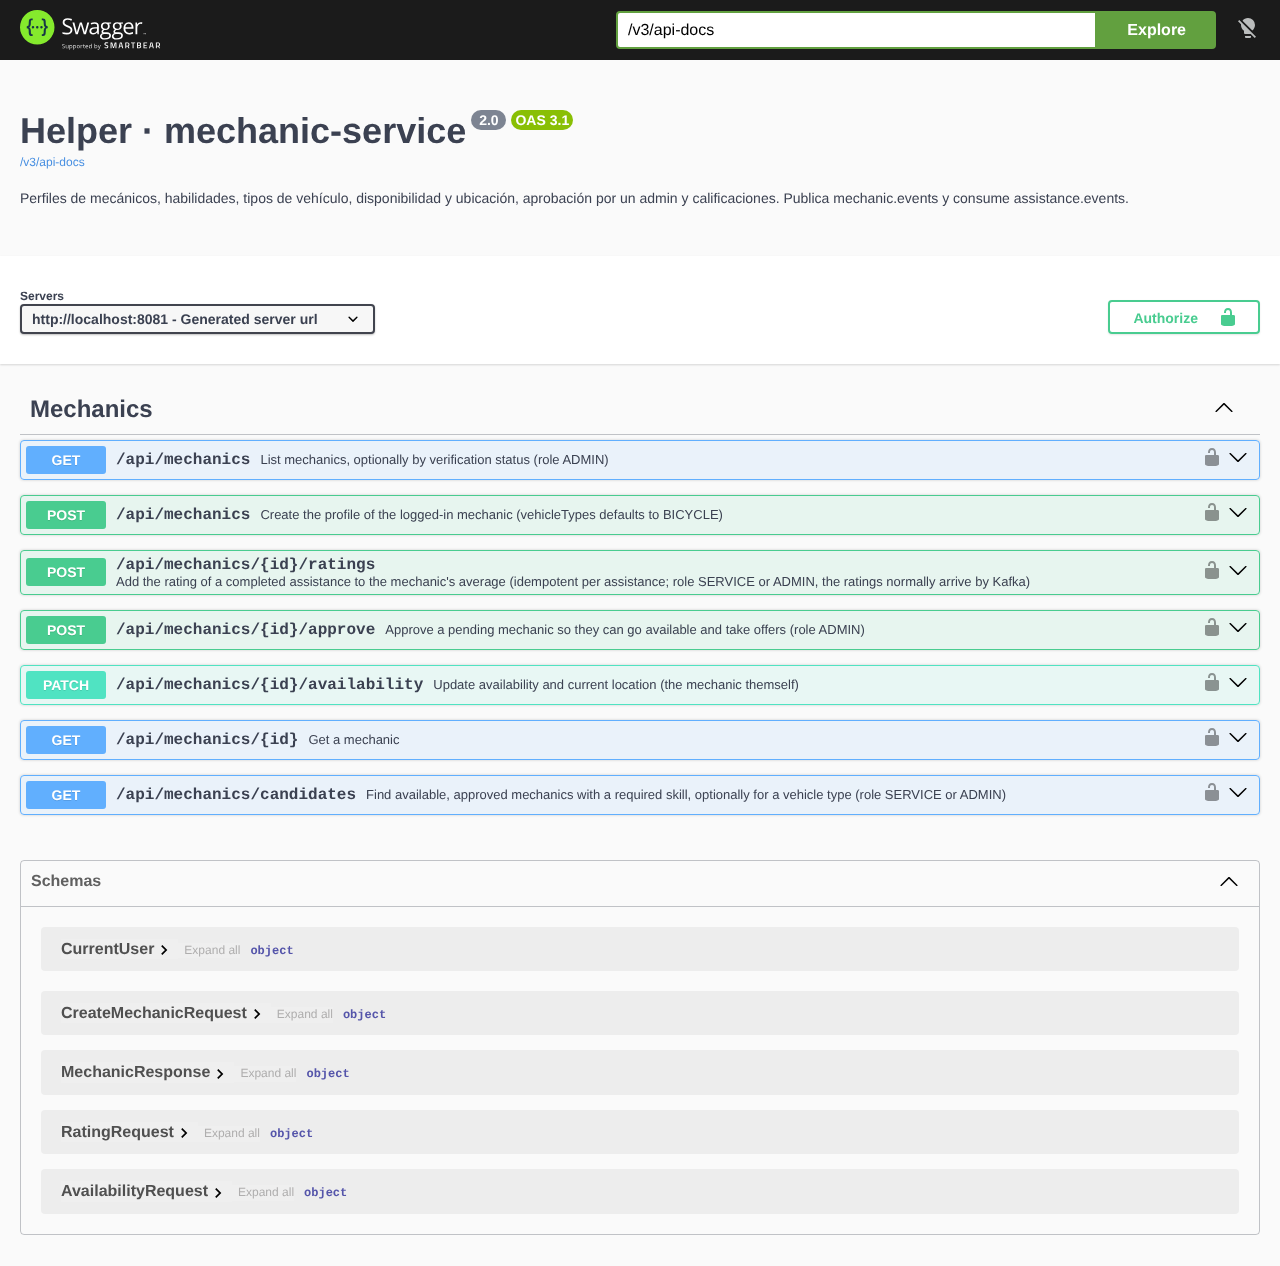 Swagger
Supported by SMARTBEAR
/v3/api-docs
Explore
Helper · mechanic-service 2.0 OAS 3.1
/v3/api-docs
Perfiles de mecánicos, habilidades, tipos de vehículo, disponibilidad y ubicación, aprobación por un admin y calificaciones. Publica mechanic.events y consume assistance.events.
Servers
http://localhost:8081 - Generated server url
Authorize
Mechanics
GET /api/mechanics List mechanics, optionally by verification status (role ADMIN)
POST /api/mechanics Create the profile of the logged-in mechanic (vehicleTypes defaults to BICYCLE)
POST /api/mechanics/{id}/ratings
Add the rating of a completed assistance to the mechanic's average (idempotent per assistance; role SERVICE or ADMIN, the ratings normally arrive by Kafka)
POST /api/mechanics/{id}/approve Approve a pending mechanic so they can go available and take offers (role ADMIN)
PATCH /api/mechanics/{id}/availability Update availability and current location (the mechanic themself)
GET /api/mechanics/{id} Get a mechanic
GET /api/mechanics/candidates Find available, approved mechanics with a required skill, optionally for a vehicle type (role SERVICE or ADMIN)
Schemas
CurrentUser Expand all object
CreateMechanicRequest Expand all object
MechanicResponse Expand all object
RatingRequest Expand all object
AvailabilityRequest Expand all object